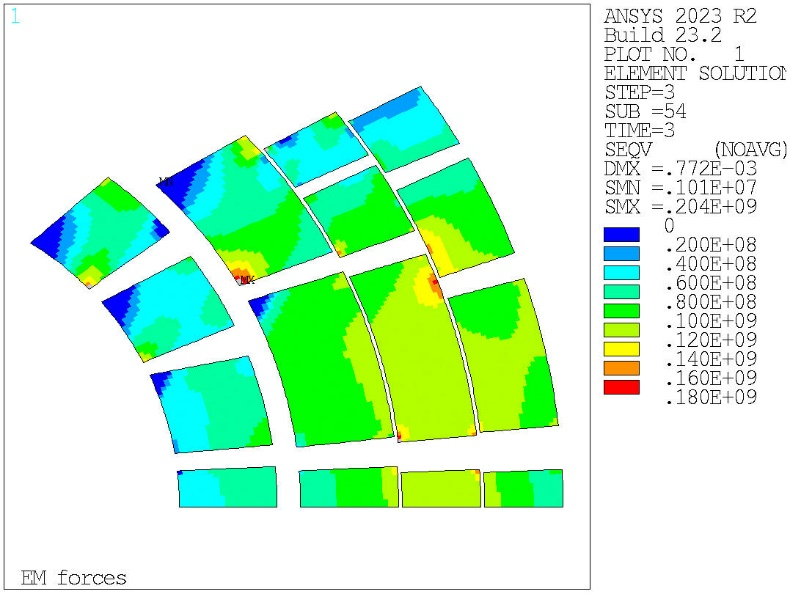 1
ANSYS 2023 R2
Build 23.2
PLOT NO. 1
ELEMENT SOLUTION
STEP=3
SUB =54
TIME=3
SEQV (NOAVG)
DMX =.772E-03
SMN =.101E+07
SMX =.204E+09
0
.200E+08
.400E+08
.600E+08
.800E+08
.100E+09
.120E+09
.140E+09
.160E+09
.180E+09
MX
EM forces